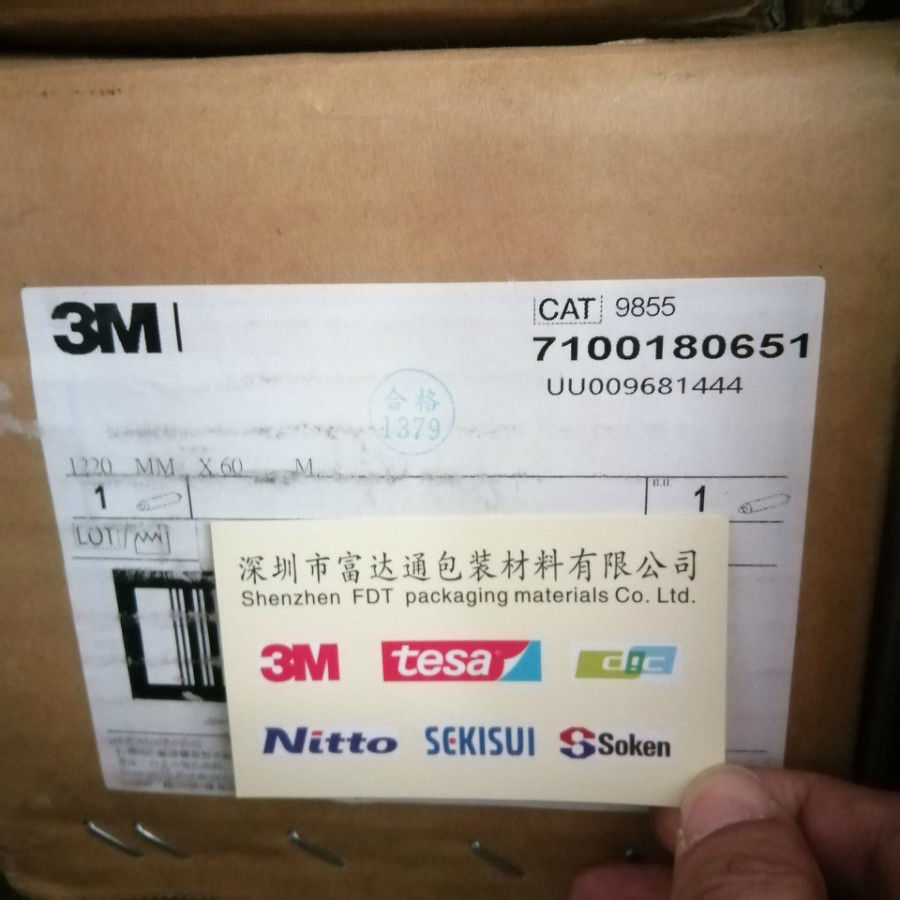 3M
CAT 9855
7100180651
UU009681444
合格
1379
1220 MM X 60 M
1
1
LOT
深圳市富达通包装材料有限公司
Shenzhen FDT packaging materials Co. Ltd.
3M tesa dic
Nitto SEKISUI Soken